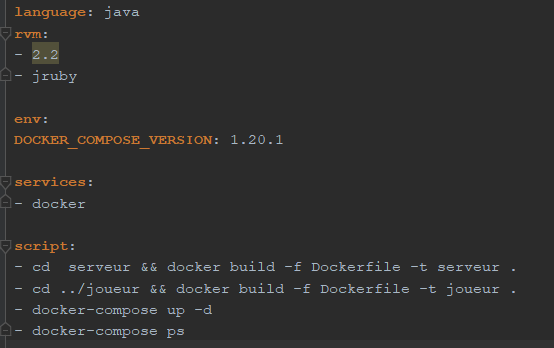 language: java
rvm:
- 2.2
- jruby
env:
DOCKER_COMPOSE_VERSION: 1.20.1
services:
- docker
script:
- cd  serveur && docker build -f Dockerfile -t serveur .
- cd ../joueur && docker build -f Dockerfile -t joueur .
- docker-compose up -d
- docker-compose ps